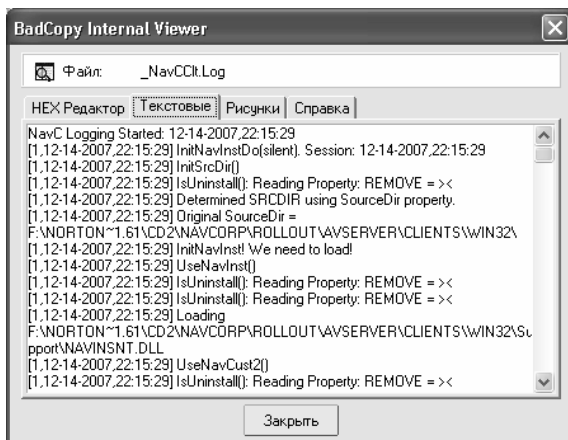 BadCopy Internal Viewer
Файл: _NavCClt.Log
HEX Редактор Текстовые Рисунки Справка
NavC Logging Started: 12-14-2007,22:15:29
[1,12-14-2007,22:15:29] InitNavInstDo(silent). Session: 12-14-2007,22:15:29
[1,12-14-2007,22:15:29] InitSrcDir()
[1,12-14-2007,22:15:29] IsUninstall(): Reading Property: REMOVE = ><
[1,12-14-2007,22:15:29] Determined SRCDIR using SourceDir property.
[1,12-14-2007,22:15:29] Original SourceDir =
F:\NORTON~1.61\CD2\NAVCORP\ROLLOUT\AVSERVER\CLIENTS\WIN32\
[1,12-14-2007,22:15:29] InitNavInst! We need to load!
[1,12-14-2007,22:15:29] UseNavInst()
[1,12-14-2007,22:15:29] IsUninstall(): Reading Property: REMOVE = ><
[1,12-14-2007,22:15:29] IsUninstall(): Reading Property: REMOVE = ><
[1,12-14-2007,22:15:29] Loading
F:\NORTON~1.61\CD2\NAVCORP\ROLLOUT\AVSERVER\CLIENTS\WIN32\Su
pport\NAVINSNT.DLL
[1,12-14-2007,22:15:29] UseNavCust2()
[1,12-14-2007,22:15:29] IsUninstall(): Reading Property: REMOVE = ><
Закрыть